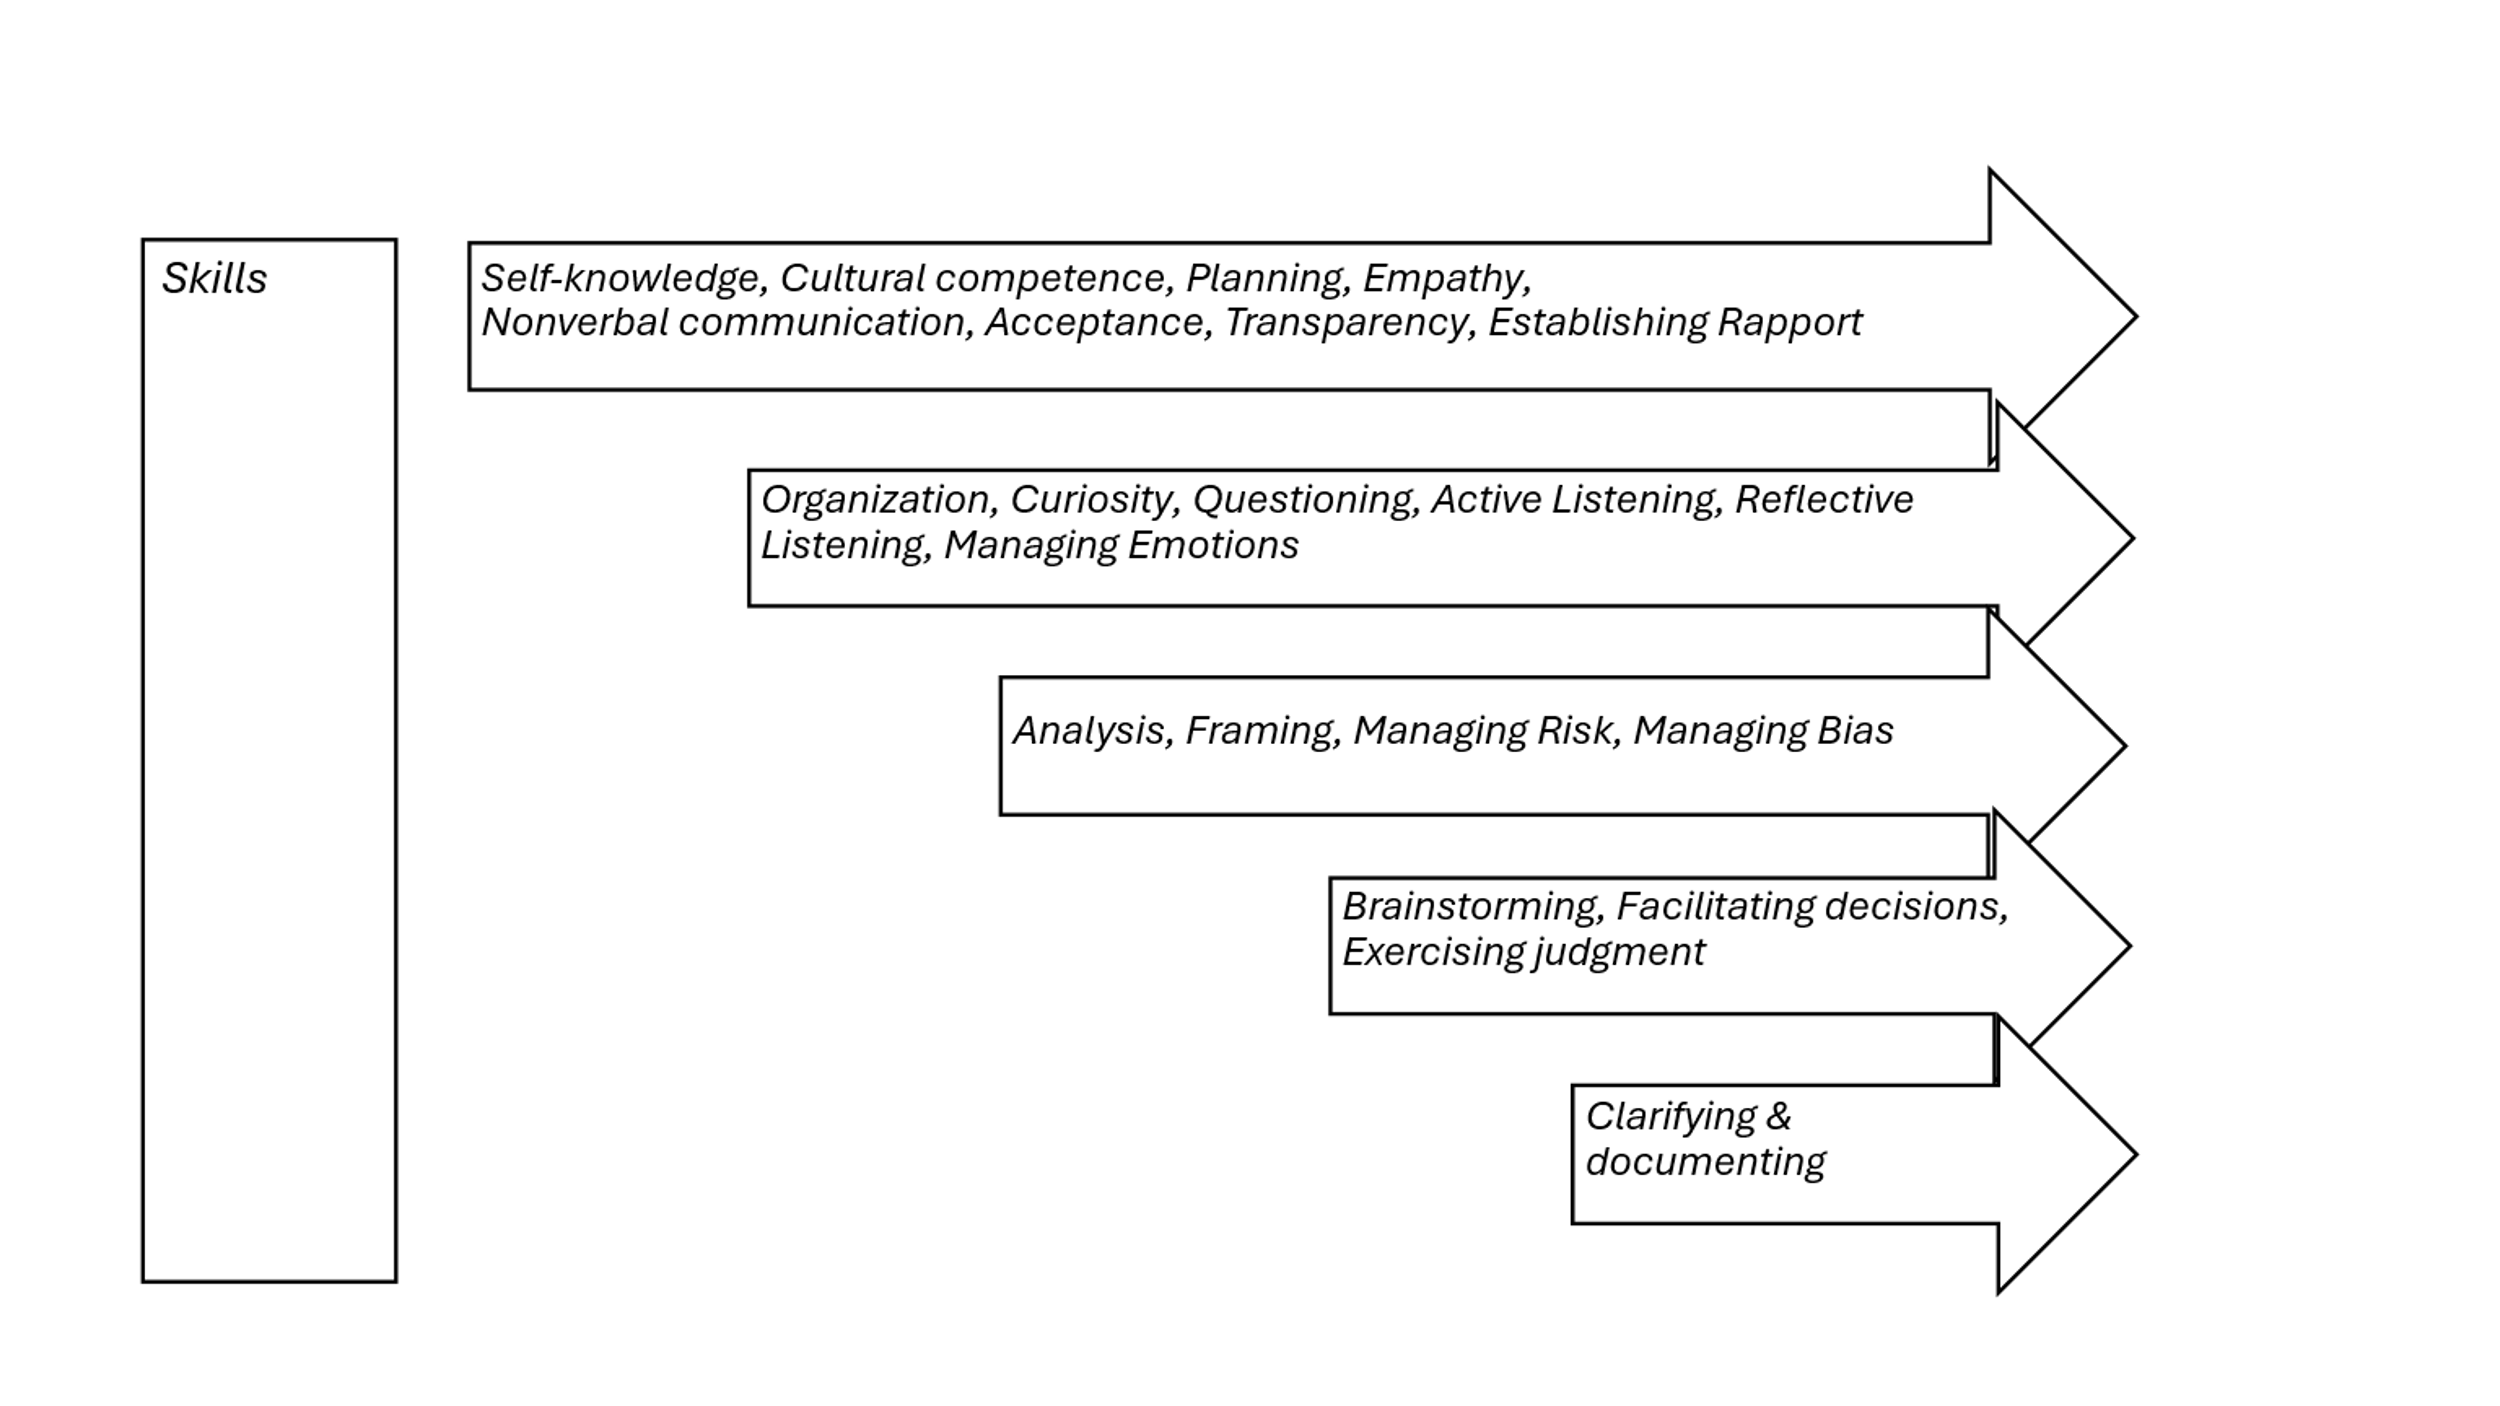 Skills
Self-knowledge, Cultural competence, Planning, Empathy,
Nonverbal communication, Acceptance, Transparency, Establishing Rapport
Organization, Curiosity, Questioning, Active Listening, Reflective
Listening, Managing Emotions
Analysis, Framing, Managing Risk, Managing Bias
Brainstorming, Facilitating decisions,
Exercising judgment
Clarifying &
documenting